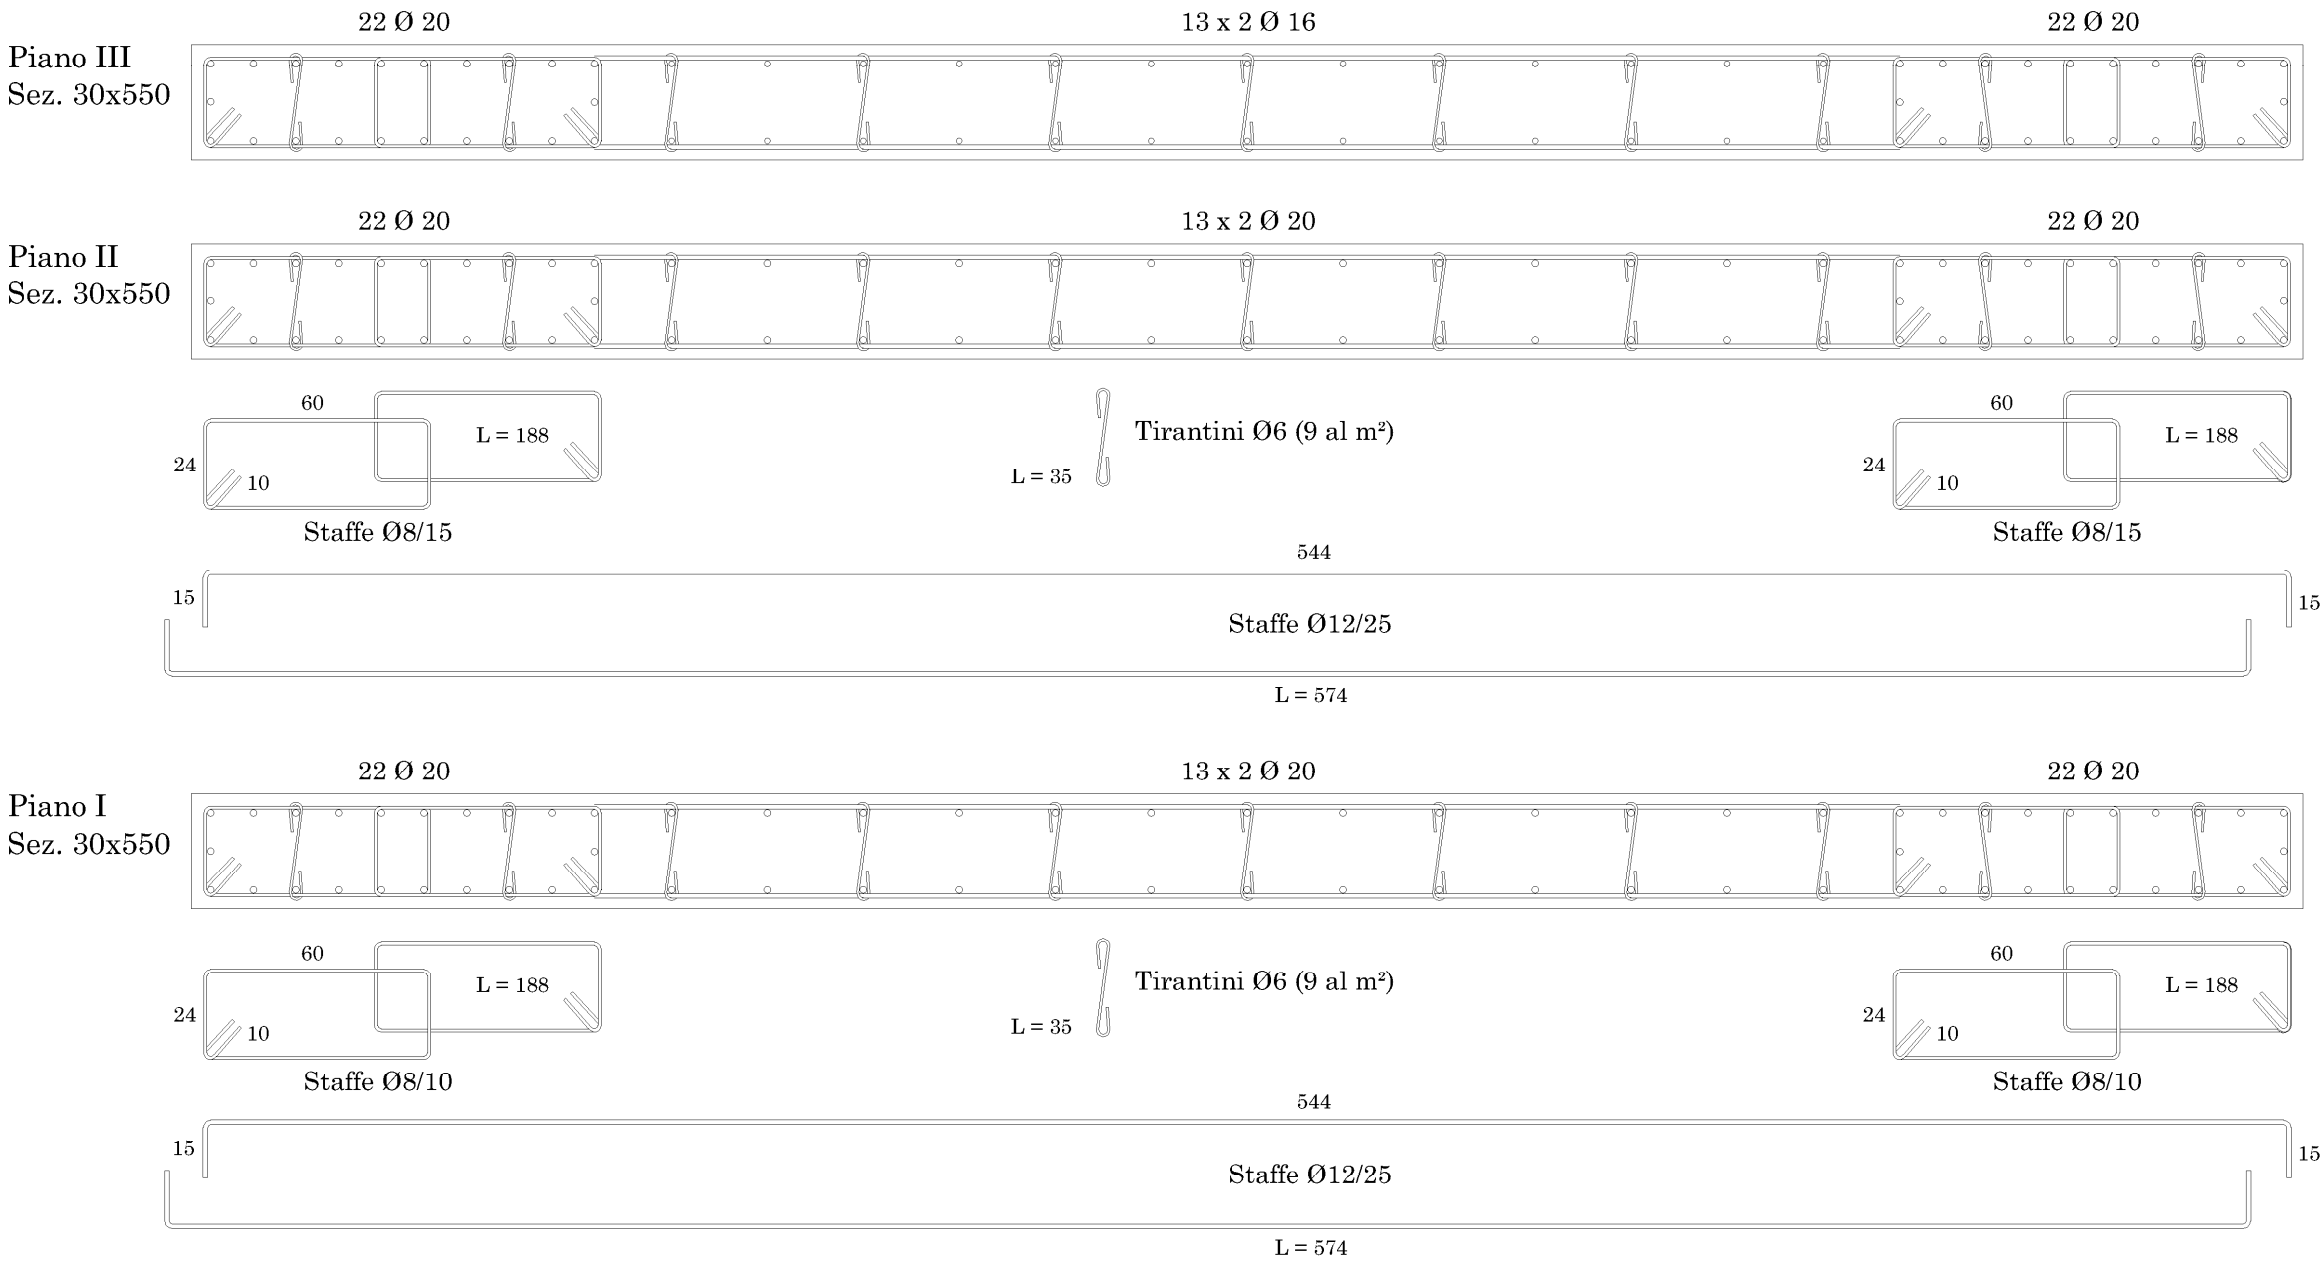 22 Ø 20
13 x 2 Ø 16
22 Ø 20
Piano III
Sez. 30x550
22 Ø 20
13 x 2 Ø 20
22 Ø 20
Piano II
Sez. 30x550
60
L = 188
24
10
Staffe Ø8/15
Tirantini Ø6 (9 al m²)
L = 35
60
L = 188
24
10
Staffe Ø8/15
544
15
15
Staffe Ø12/25
L = 574
22 Ø 20
13 x 2 Ø 20
22 Ø 20
Piano I
Sez. 30x550
60
L = 188
24
10
Staffe Ø8/10
Tirantini Ø6 (9 al m²)
L = 35
60
L = 188
24
10
Staffe Ø8/10
544
15
15
Staffe Ø12/25
L = 574